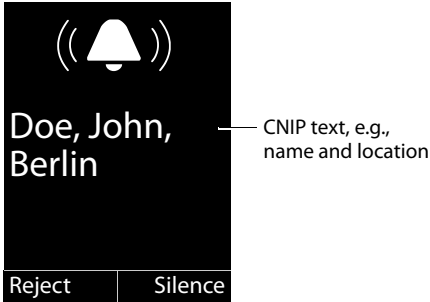 Doe, John,
Berlin
CNIP text, e.g.,
name and location
Reject
Silence